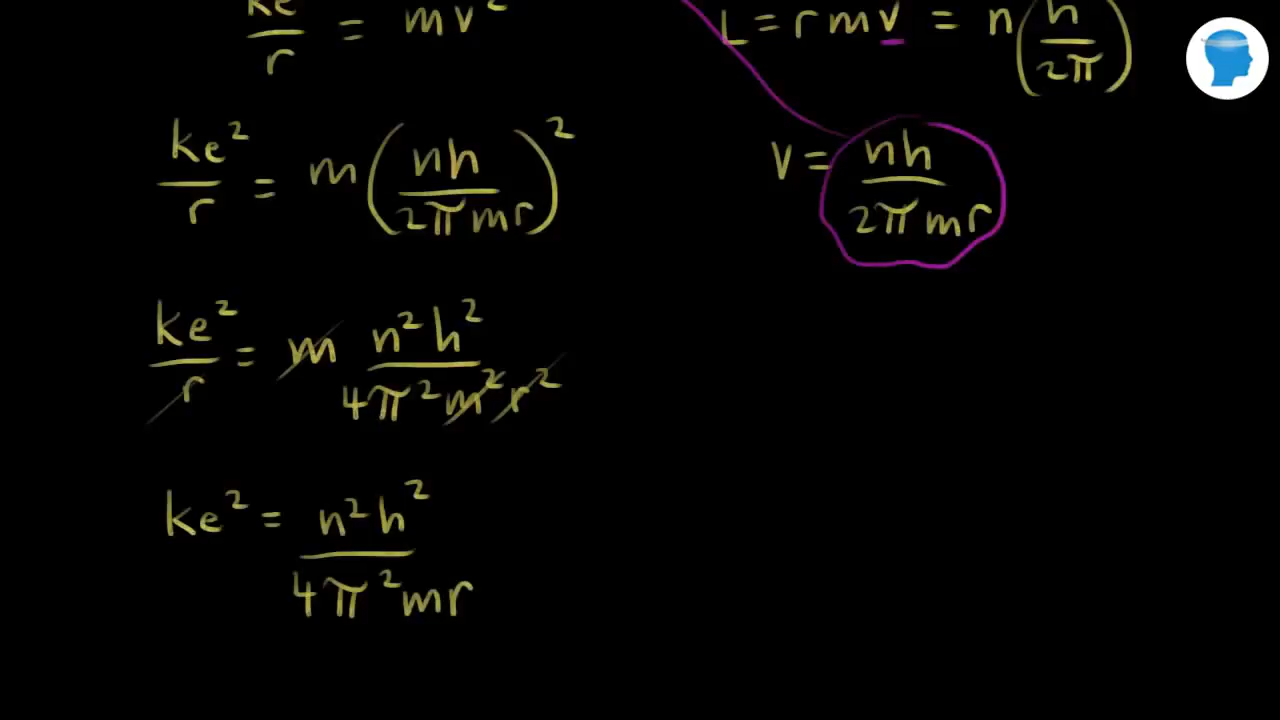 ke²/r = mv²
L = rmv = n(h/2π)
ke²/r = m(nh/2πmr)²
v = nh/2πmr
ke²/r = m n²h²/4π²m²r²
ke² = n²h²/4π²mr